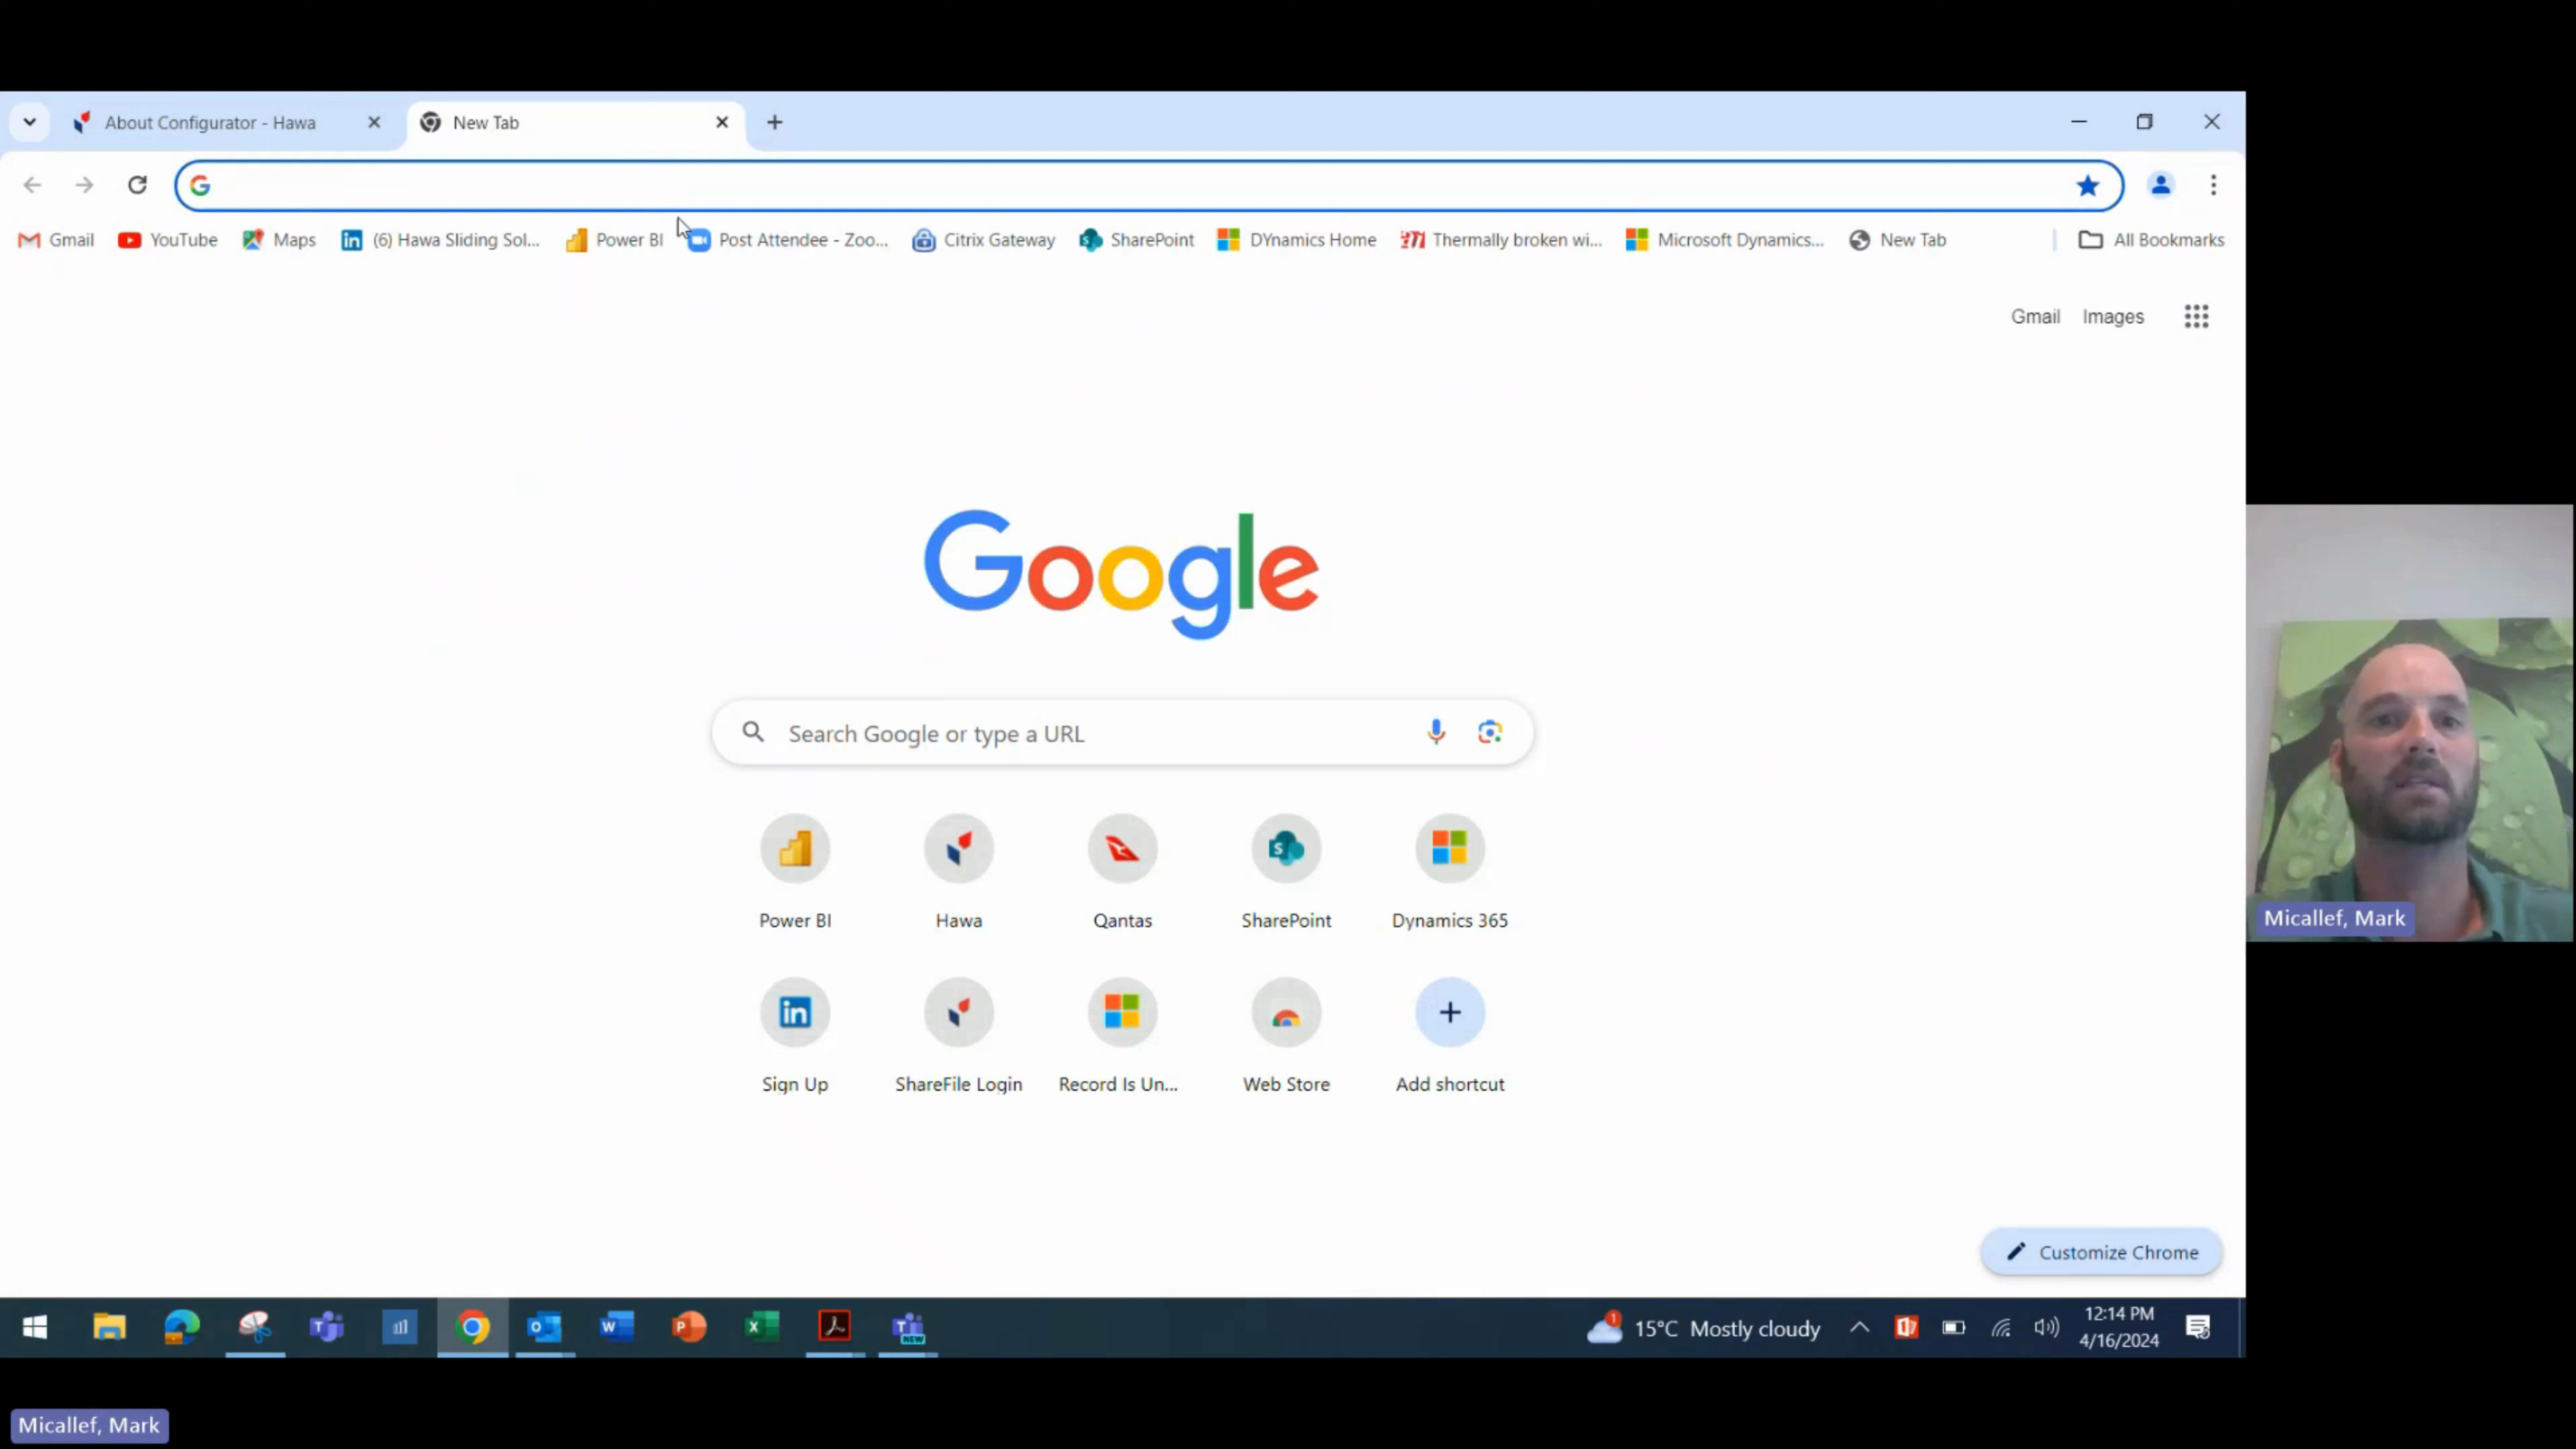 About Configurator - Hawa
New Tab
Gmail
YouTube
Maps
(6) Hawa Sliding Sol...
Power BI
Post Attendee - Zoo...
Citrix Gateway
SharePoint
DYnamics Home
Thermally broken wi...
Microsoft Dynamics...
New Tab
All Bookmarks
Gmail Images
Google
Search Google or type a URL
Power BI
Hawa
Qantas
SharePoint
Dynamics 365
Sign Up
ShareFile Login
Record Is Un...
Web Store
Add shortcut
Micallef, Mark
Customize Chrome
15°C Mostly cloudy
12:14 PM
4/16/2024
Micallef, Mark